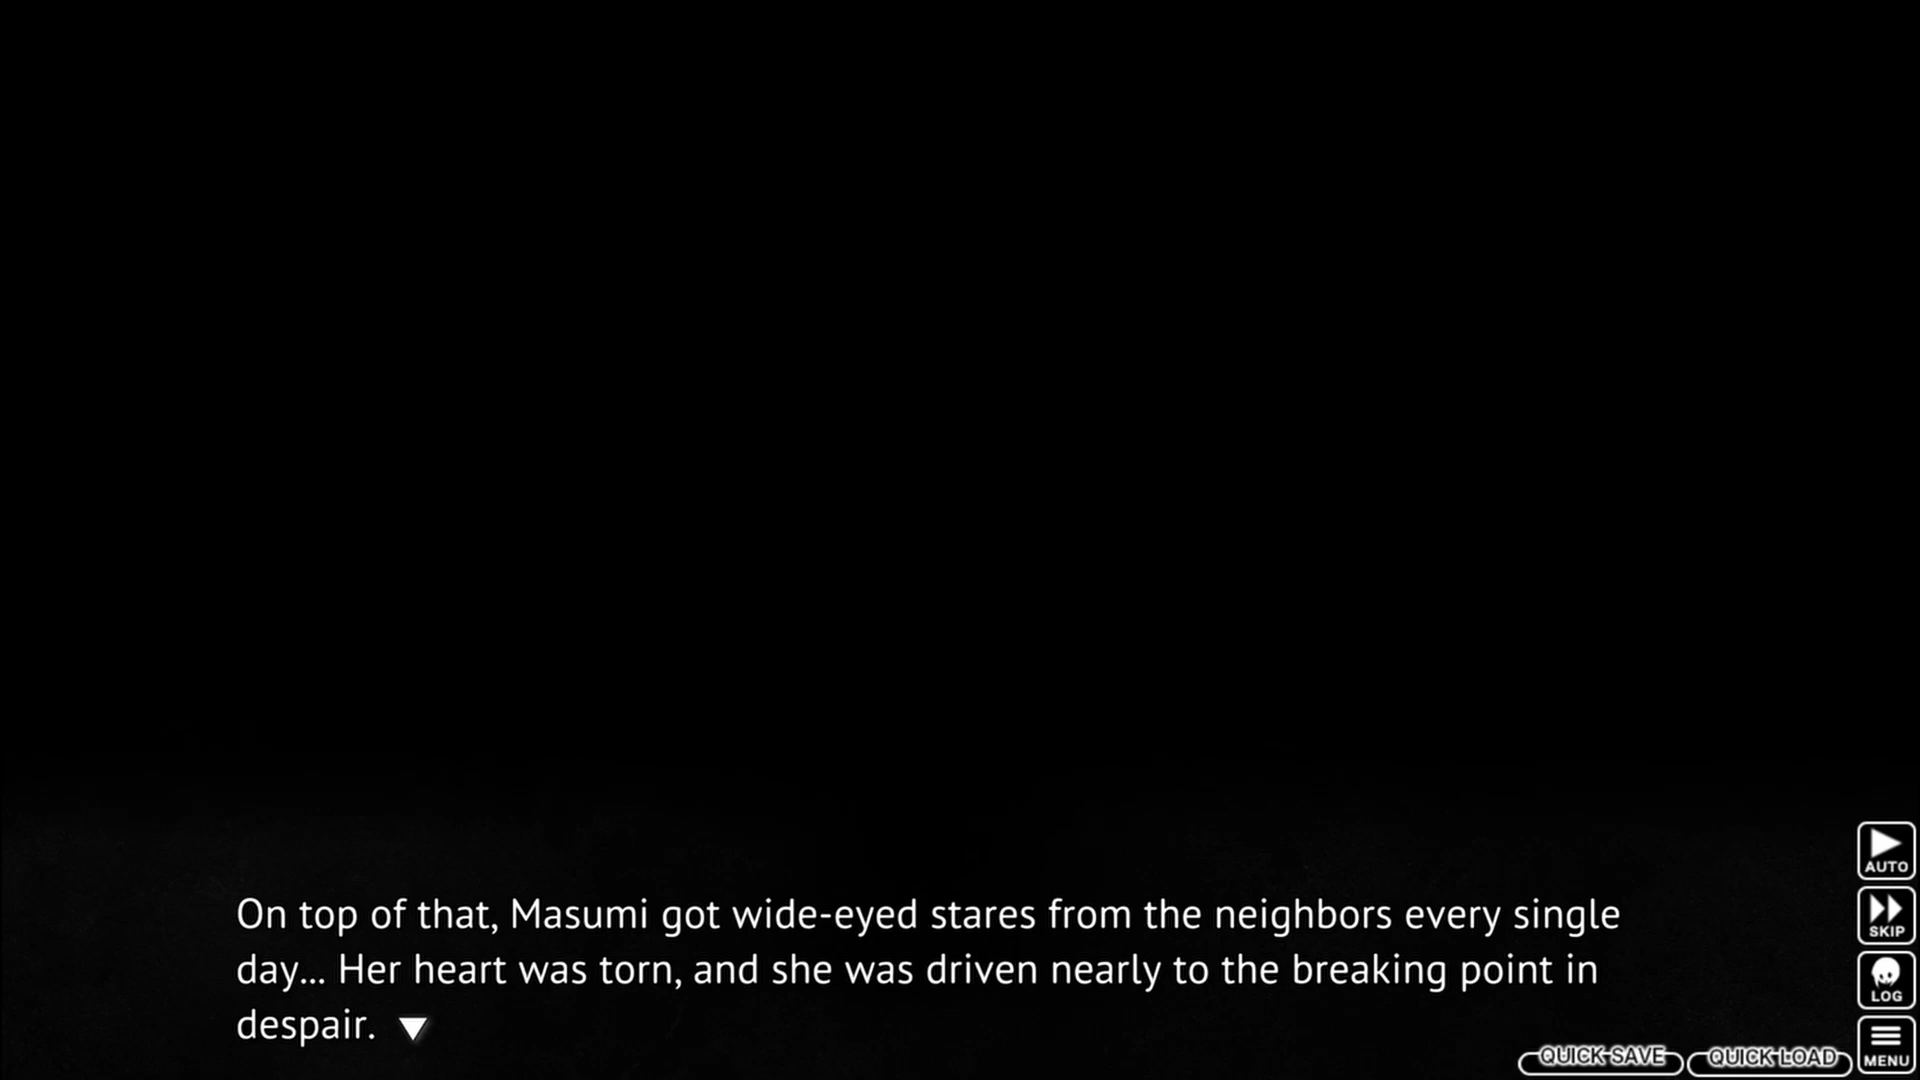 On top of that, Masumi got wide-eyed stares from the neighbors every single
day... Her heart was torn, and she was driven nearly to the breaking point in
despair.
AUTO
SKIP
LOG
MENU
QUICK SAVE
QUICK LOAD